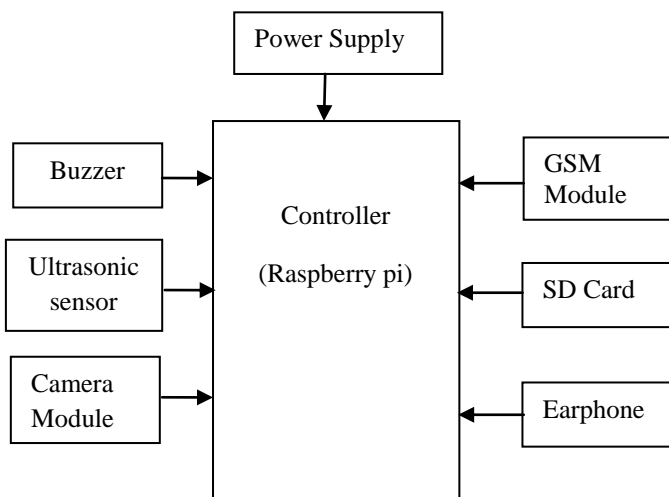 Power Supply
Buzzer
Ultrasonic
sensor
Camera
Module
Controller
(Raspberry pi)
GSM
Module
SD Card
Earphone